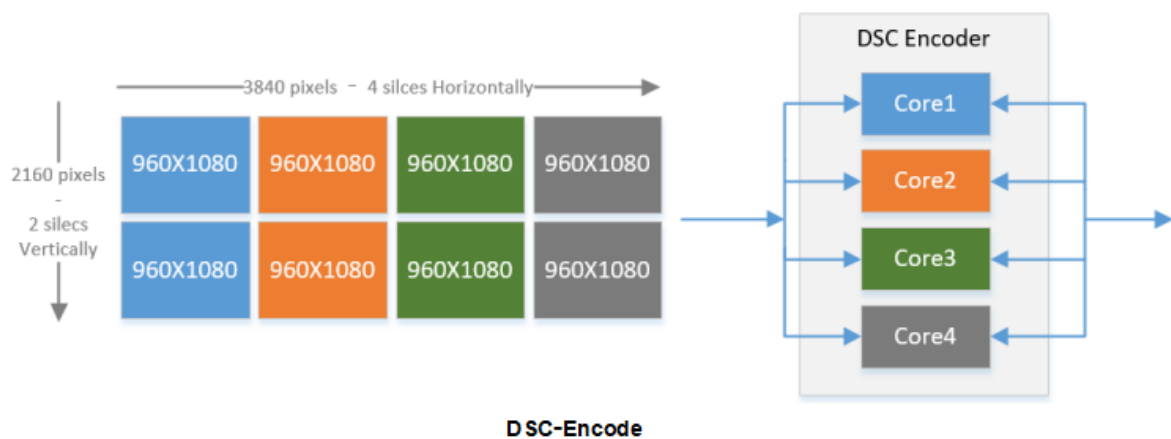 DSC Encoder
3840 pixels - 4 silces Horizontally
2160 pixels
-
2 silecs
Vertically
960X1080 960X1080 960X1080 960X1080
960X1080 960X1080 960X1080 960X1080
Core1
Core2
Core3
Core4
DSC-Encode